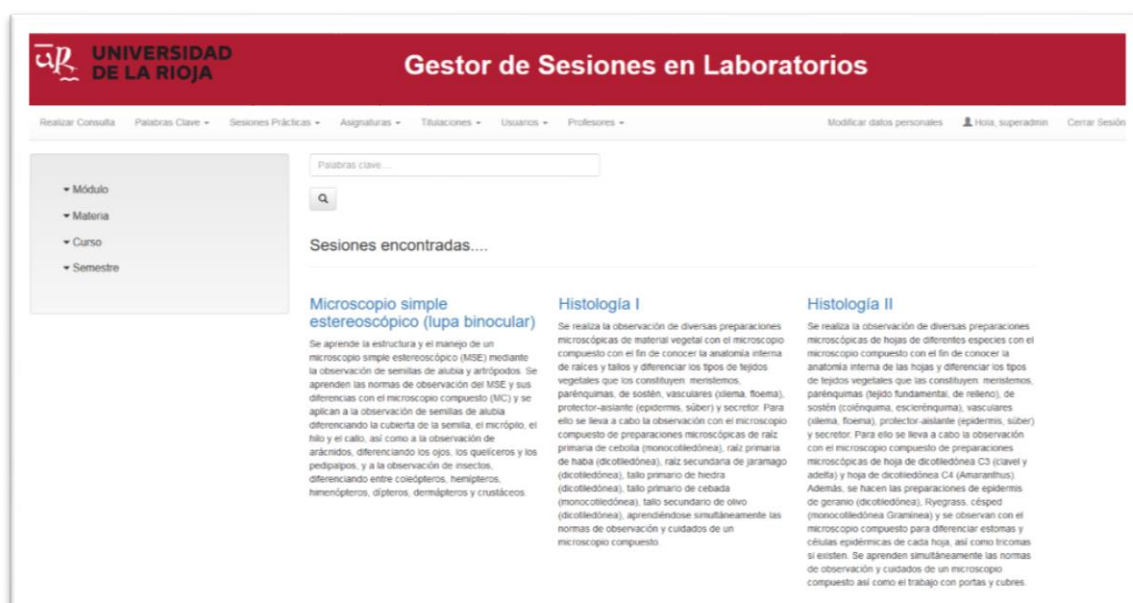 UNIVERSIDAD
DE LA RIOJA
Gestor de Sesiones en Laboratorios
Realizar Consulta Palabras Clave Sesiones Prácticas Asignaturas Titulaciones Usuarios Profesores Modificar datos personales Hola, superadmin Cerrar Sesión
Módulo
Materia
Curso
Semestre
Palabras clave....
Sesiones encontradas....
Microscopio simple
estereoscópico (lupa binocular)
Se aprende la estructura y el manejo de un
microscopio simple estereoscópico (MSE) mediante
la observación de semillas de alubia y artrópodos. Se
aprenden las normas de observación del MSE y sus
diferencias con el microscopio compuesto (MC) y se
aplican a la observación de semillas de alubia
diferenciando la cubierta de la semilla, el micrópilo, el
hilo y el callo, así como a la observación de
arácnidos, diferenciando los ojos, los quelíceros y los
pedipalpos, y a la observación de insectos,
diferenciando entre coleópteros, hemípteros,
himenópteros, dípteros, dermápteros y crustáceos.
Histología I
Se realiza la observación de diversas preparaciones
microscópicas de material vegetal con el microscopio
compuesto con el fin de conocer la anatomía interna
de raíces y tallos y diferenciar los tipos de tejidos
vegetales que los constituyen: meristemos,
parénquimas, de sostén, vasculares (xilema, floema),
protector-aislante (epidermis, súber) y secretor. Para
ello se lleva a cabo la observación con el microscopio
compuesto de preparaciones microscópicas de raíz
primaria de cebolla (monocotiledónea), raíz primaria
de haba (dicotiledónea), raíz secundaria de jaramago
(dicotiledónea), tallo primario de hiedra
(dicotiledónea), tallo primario de cebada
(monocotiledónea), tallo secundario de olivo
(dicotiledónea), aprendiéndose simultáneamente las
normas de observación y cuidados de un
microscopio compuesto.
Histología II
Se realiza la observación de diversas preparaciones
microscópicas de hojas de diferentes especies con el
microscopio compuesto con el fin de conocer la
anatomía interna de las hojas y diferenciar los tipos
de tejidos vegetales que las constituyen: meristemos,
parénquimas (tejido fundamental, de relleno), de
sostén (colénquima, esclerénquima), vasculares
(xilema, floema), protector-aislante (epidermis, súber)
y secretor. Para ello se lleva a cabo la observación
con el microscopio compuesto de preparaciones
microscópicas de hoja de dicotiledónea C3 (clavel y
adelfa) y hoja de dicotiledónea C4 (Amaranthus).
Además, se hacen las preparaciones de epidermis
de geranio (dicotiledónea), Ryegrass, césped
(monocotiledónea Gramínea) y se observan con el
microscopio compuesto para diferenciar estomas y
células epidérmicas de cada hoja, así como tricomas
si existen. Se aprenden simultáneamente las normas
de observación y cuidados de un microscopio
compuesto así como el trabajo con portas y cubres.